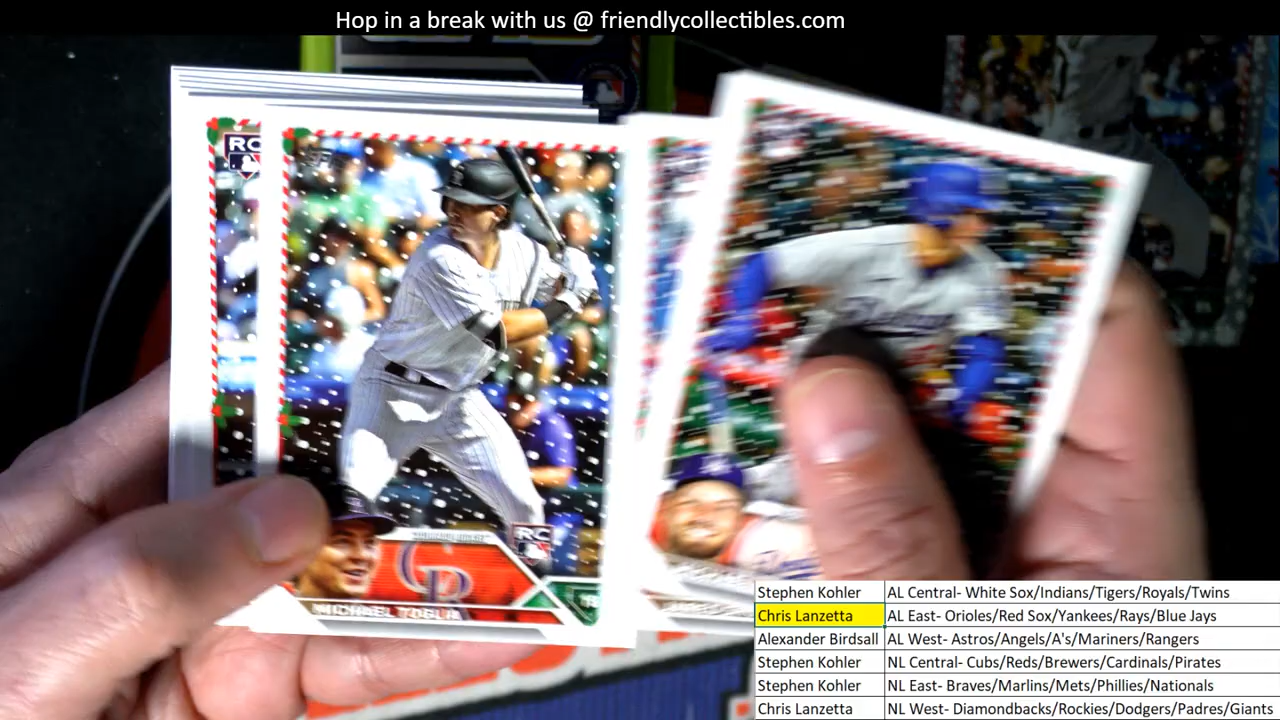 Hop in a break with us @ friendlycollectibles.com
RC
RC
RC
MICHAEL TOGLIA
Stephen Kohler AL Central- White Sox/Indians/Tigers/Royals/Twins
Chris Lanzetta AL East- Orioles/Red Sox/Yankees/Rays/Blue Jays
Alexander Birdsall AL West- Astros/Angels/A's/Mariners/Rangers
Stephen Kohler NL Central- Cubs/Reds/Brewers/Cardinals/Pirates
Stephen Kohler NL East- Braves/Marlins/Mets/Phillies/Nationals
Chris Lanzetta NL West- Diamondbacks/Rockies/Dodgers/Padres/Giants